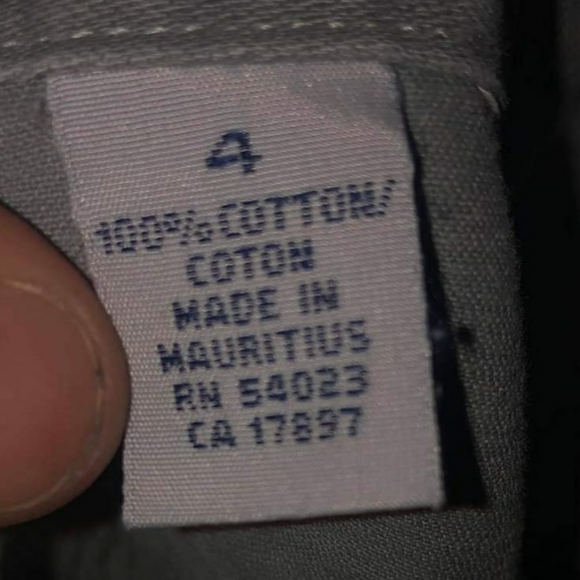 4
100% COTTON/
COTON
MADE IN
MAURITIUS
RN 54023
CA 17897